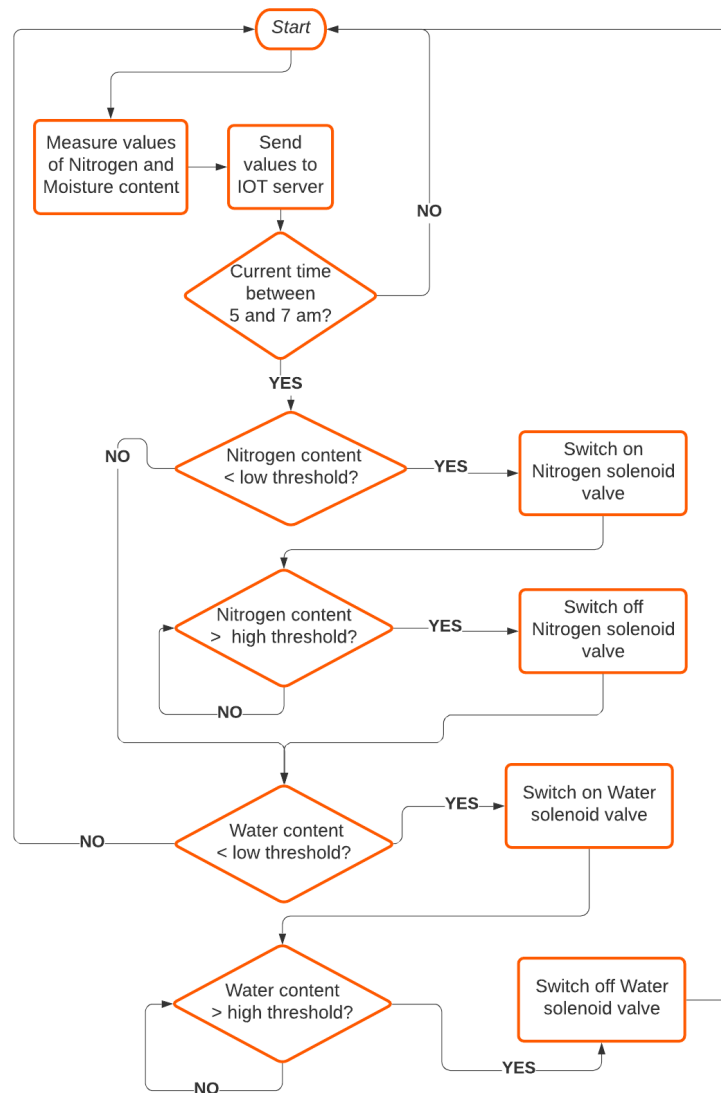 Start
Measure values
of Nitrogen and
Moisture content
Send
values to
IOT server
NO
Current time
between
5 and 7 am?
YES
Nitrogen content
< low threshold?
NO
YES
Switch on
Nitrogen solenoid
valve
Nitrogen content
> high threshold?
YES
NO
Switch off
Nitrogen solenoid
valve
Water content
< low threshold?
NO
YES
Switch on Water
solenoid valve
Water content
> high threshold?
NO
YES
Switch off Water
solenoid valve